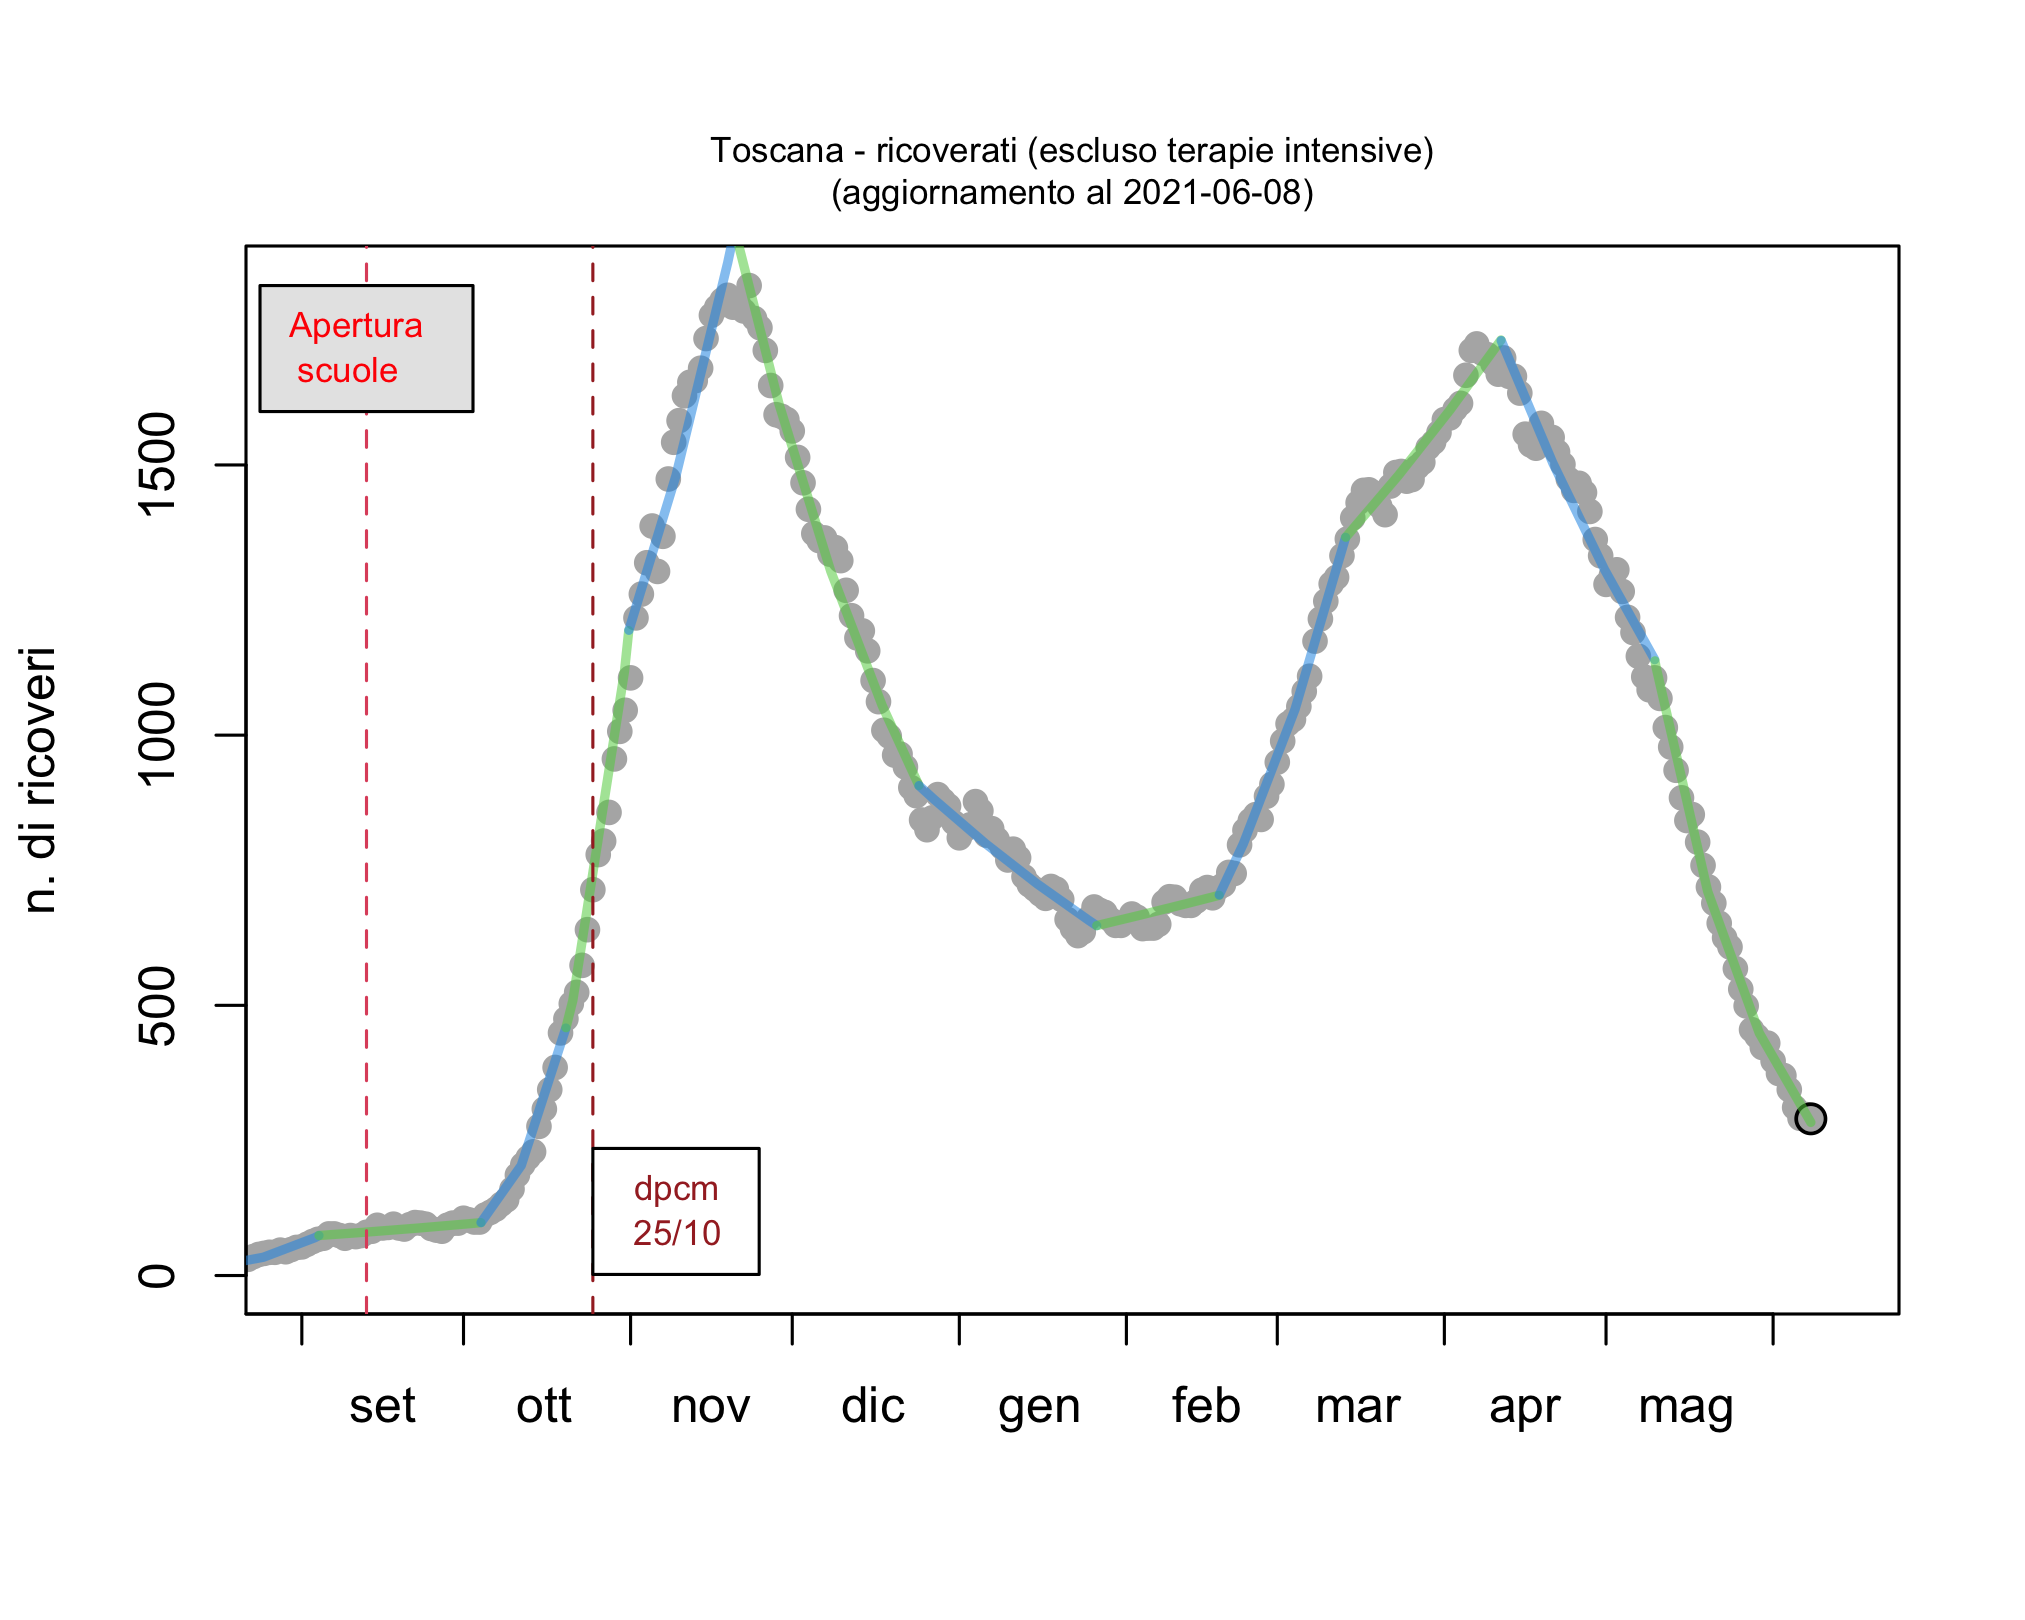 Toscana - ricoverati (escluso terapie intensive)
(aggiornamento al 2021-06-08)
Apertura
scuole
n. di ricoveri
1500
1000
500
0
dpcm
25/10
set ott nov dic gen feb mar apr mag